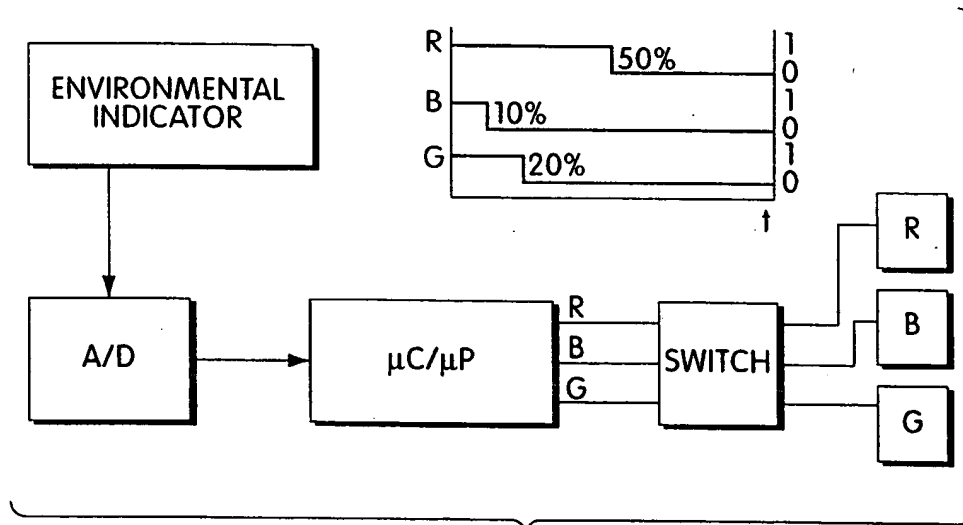 ENVIRONMENTAL
INDICATOR
R
50%
1
0
B
10%
1
0
G
20%
1
0
t
A/D
μC/μP
R
B
G
SWITCH
R
B
G